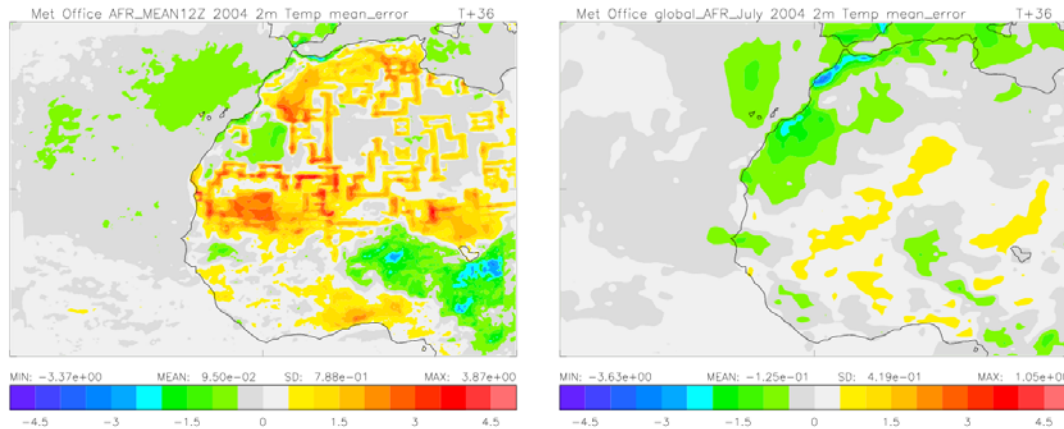 Met Office AFR_MEAN12Z 2004 2m Temp mean_error T+36
MIN: -3.37e+00 MEAN: 9.50e-02 SD: 7.88e-01 MAX: 3.87e+00
-4.5 -3 -1.5 0 1.5 3 4.5
Met Office global_AFR_July 2004 2m Temp mean_error T+36
MIN: -3.63e+00 MEAN: -1.25e-01 SD: 4.19e-01 MAX: 1.05e+00
-4.5 -3 -1.5 0 1.5 3 4.5